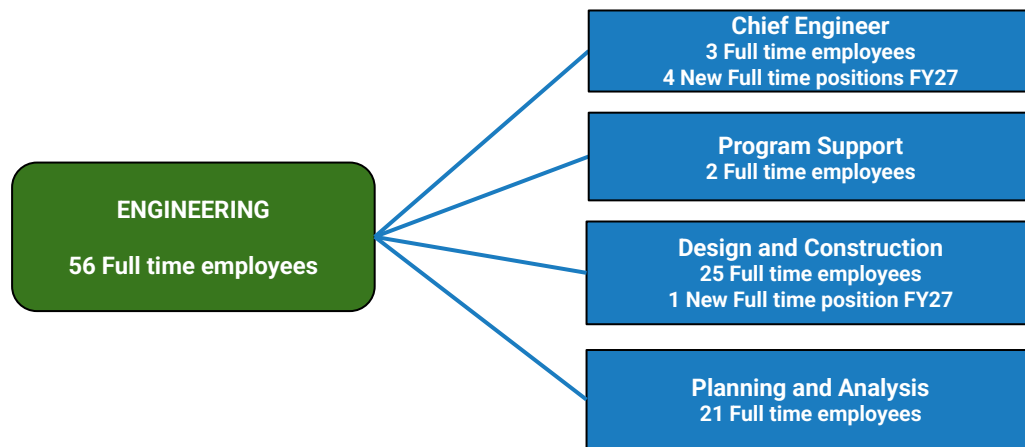 ENGINEERING
56 Full time employees
Chief Engineer
3 Full time employees
4 New Full time positions FY27
Program Support
2 Full time employees
Design and Construction
25 Full time employees
1 New Full time position FY27
Planning and Analysis
21 Full time employees